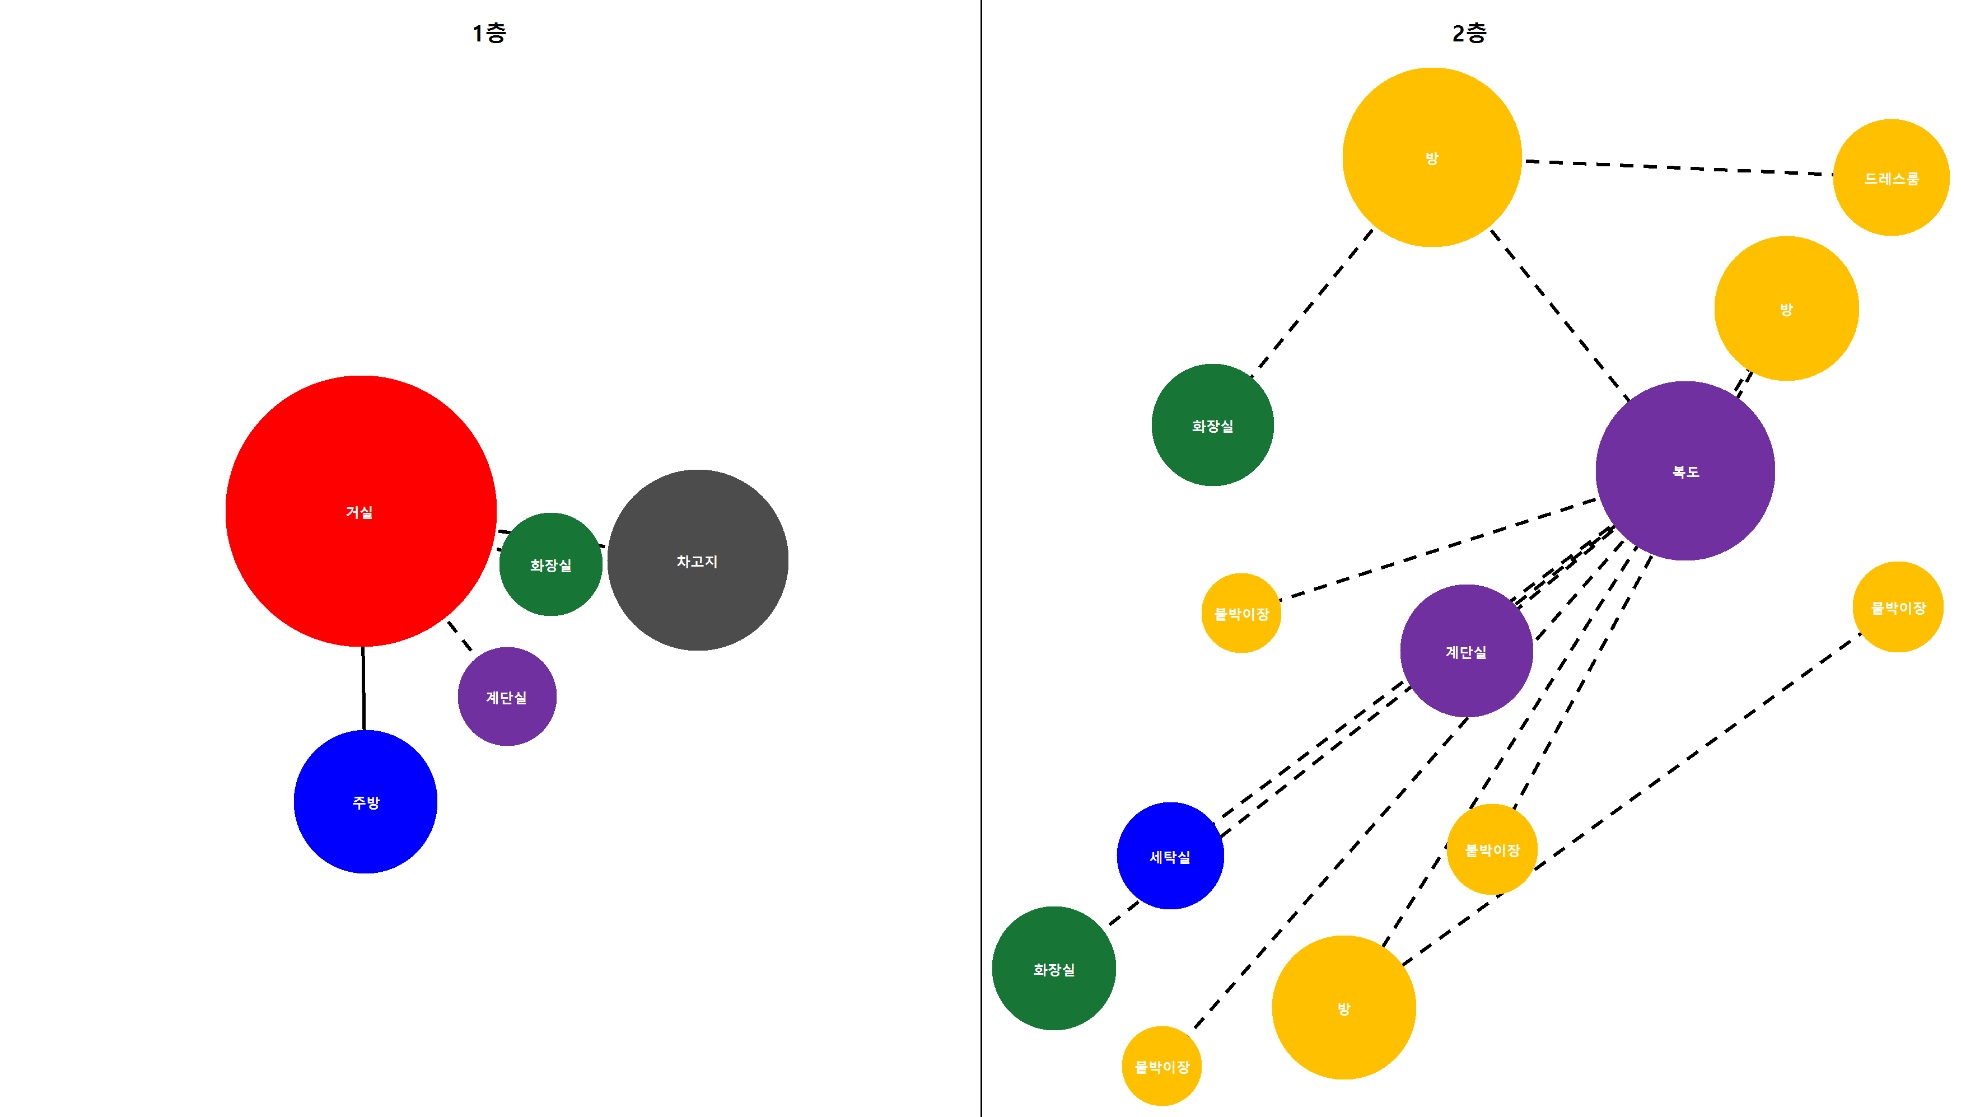 1층
거실
화장실
차고지
계단실
주방
2층
방
드레스룸
방
화장실
복도
붙박이장
붙박이장
계단실
세탁실
붙박이장
화장실
방
붙박이장